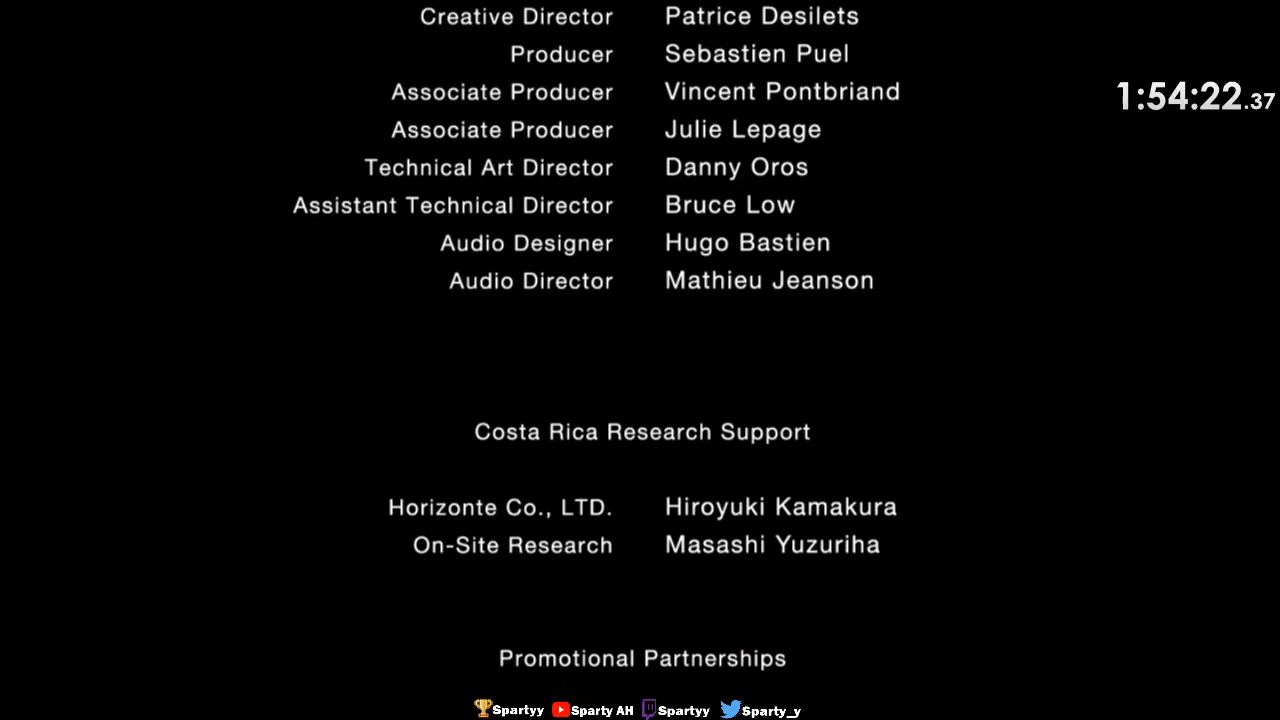 Creative Director Patrice Desilets
Producer Sebastien Puel
1:54:22.37
Associate Producer Vincent Pontbriand
Associate Producer Julie Lepage
Technical Art Director Danny Oros
Assistant Technical Director Bruce Low
Audio Designer Hugo Bastien
Audio Director Mathieu Jeanson
Costa Rica Research Support
Horizonte Co., LTD. Hiroyuki Kamakura
On-Site Research Masashi Yuzuriha
Promotional Partnerships
Spartyy Sparty AH Spartyy Sparty_y